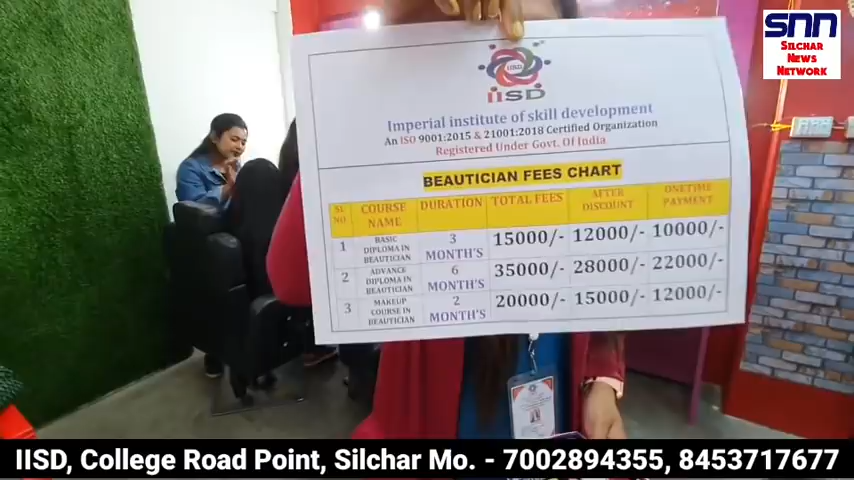 SNN
SILCHAR
NEWS
NETWORK
IISD
Imperial institute of skill development
An ISO 9001:2015 & 21001:2018 Certified Organization
Registered Under Govt. Of India
BEAUTICIAN FEES CHART
SL NO COURSE NAME DURATION TOTAL FEES AFTER DISCOUNT ONETIME PAYMENT
1 BASIC DIPLOMA IN BEAUTICIAN 3 MONTH'S 15000/- 12000/- 10000/-
2 ADVANCE DIPLOMA IN BEAUTICIAN 6 MONTH'S 35000/- 28000/- 22000/-
3 MAKEUP COURSE IN BEAUTICIAN 2 MONTH'S 20000/- 15000/- 12000/-
IISD, College Road Point, Silchar Mo. - 7002894355, 8453717677